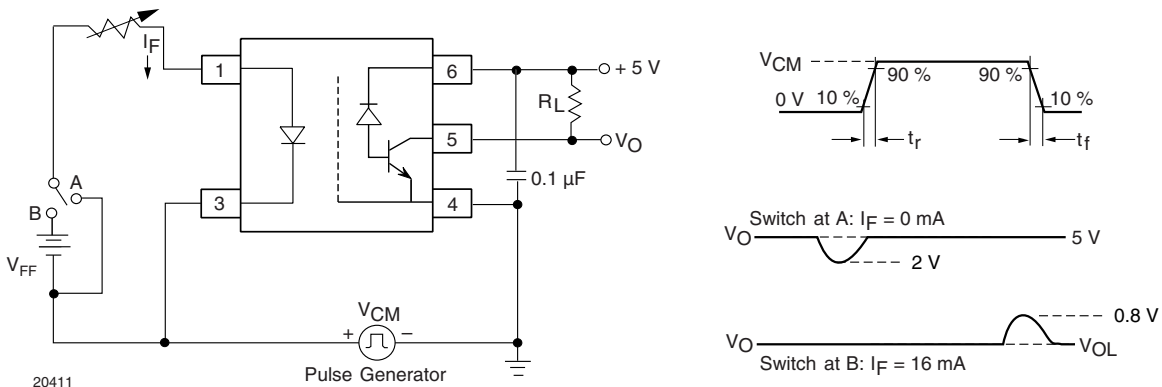 I_F
1
6
+ 5 V
R_L
5
V_O
0.1 µF
3
4
A
B
V_FF
V_CM
+
–
Pulse Generator
20411
V_CM
90 %
90 %
0 V
10 %
10 %
t_r
t_f
Switch at A: I_F = 0 mA
V_O
5 V
2 V
0.8 V
V_O
V_OL
Switch at B: I_F = 16 mA